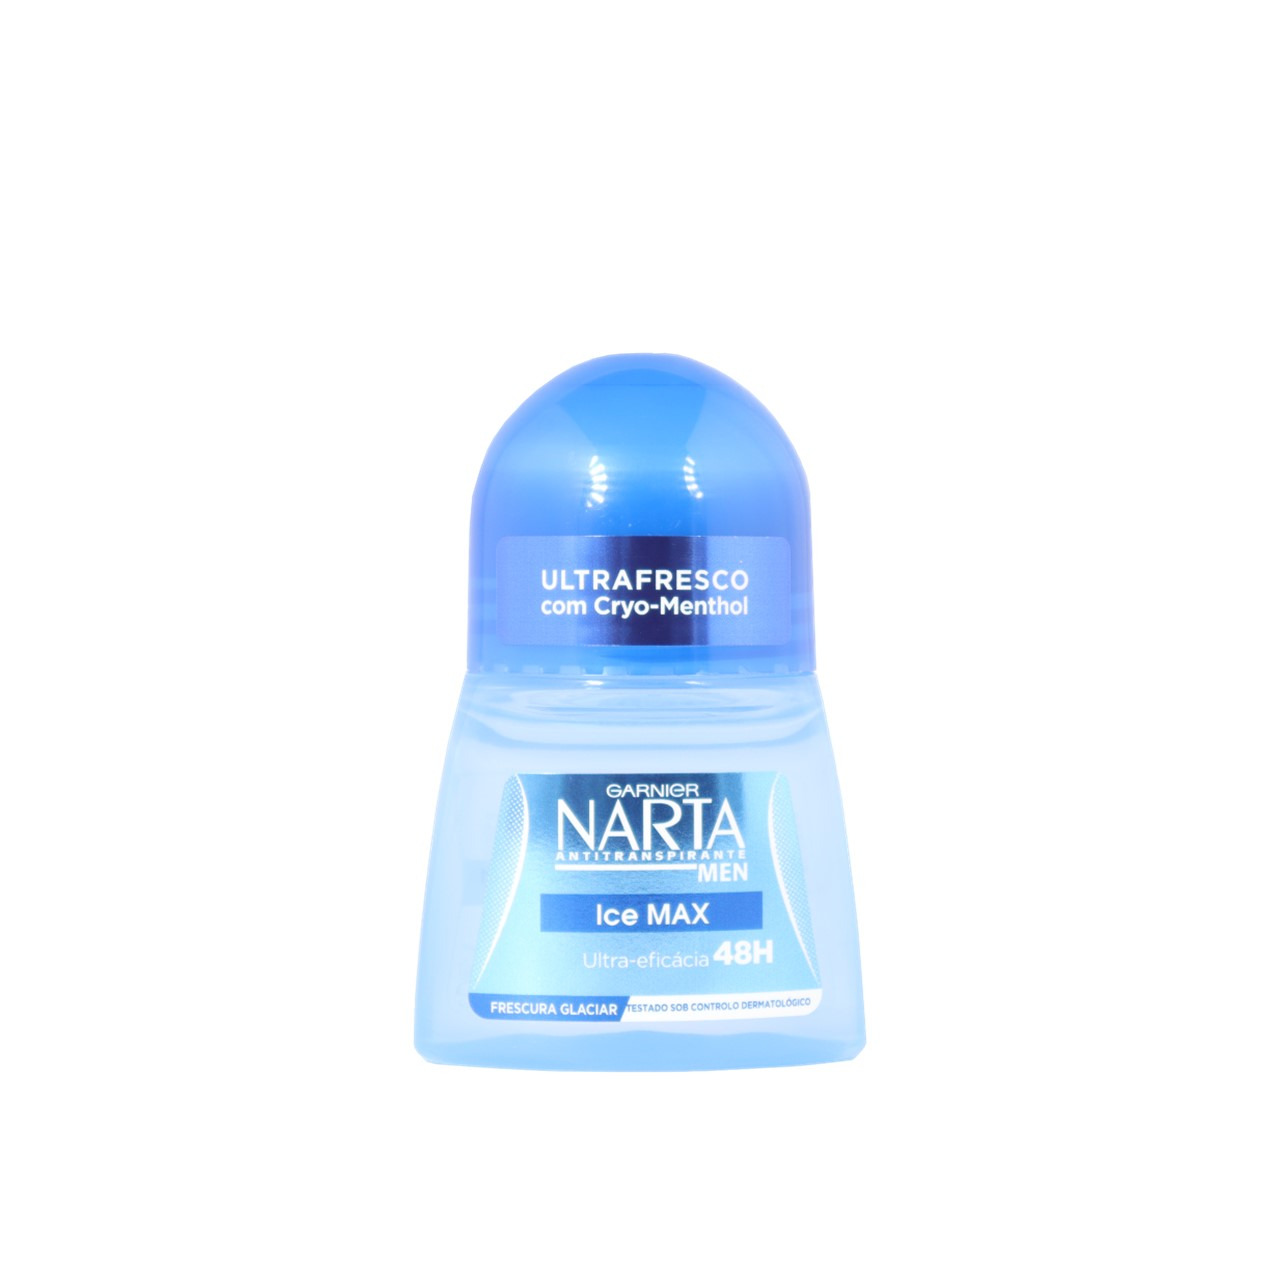 ULTRAFRESCO
com Cryo-Menthol
GARNIER
NARTA
ANTITRANSPIRANTE
MEN
Ice MAX
Ultra-eficácia 48H
FRESCURA GLACIAR TESTADO SOB CONTROLO DERMATOLÓGICO